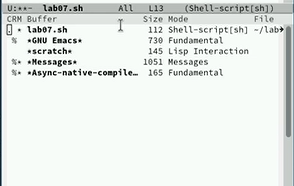 U:**-  lab07.sh       All   L13    (Shell-script[sh])
CRM Buffer                Size Mode              File
. * lab07.sh               112 Shell-script[sh] ~/lab
 %  *GNU Emacs*            730 Fundamental
    *scratch*              145 Lisp Interaction
 %* *Messages*            1051 Messages
 %* *Async-native-compile…  165 Fundamental